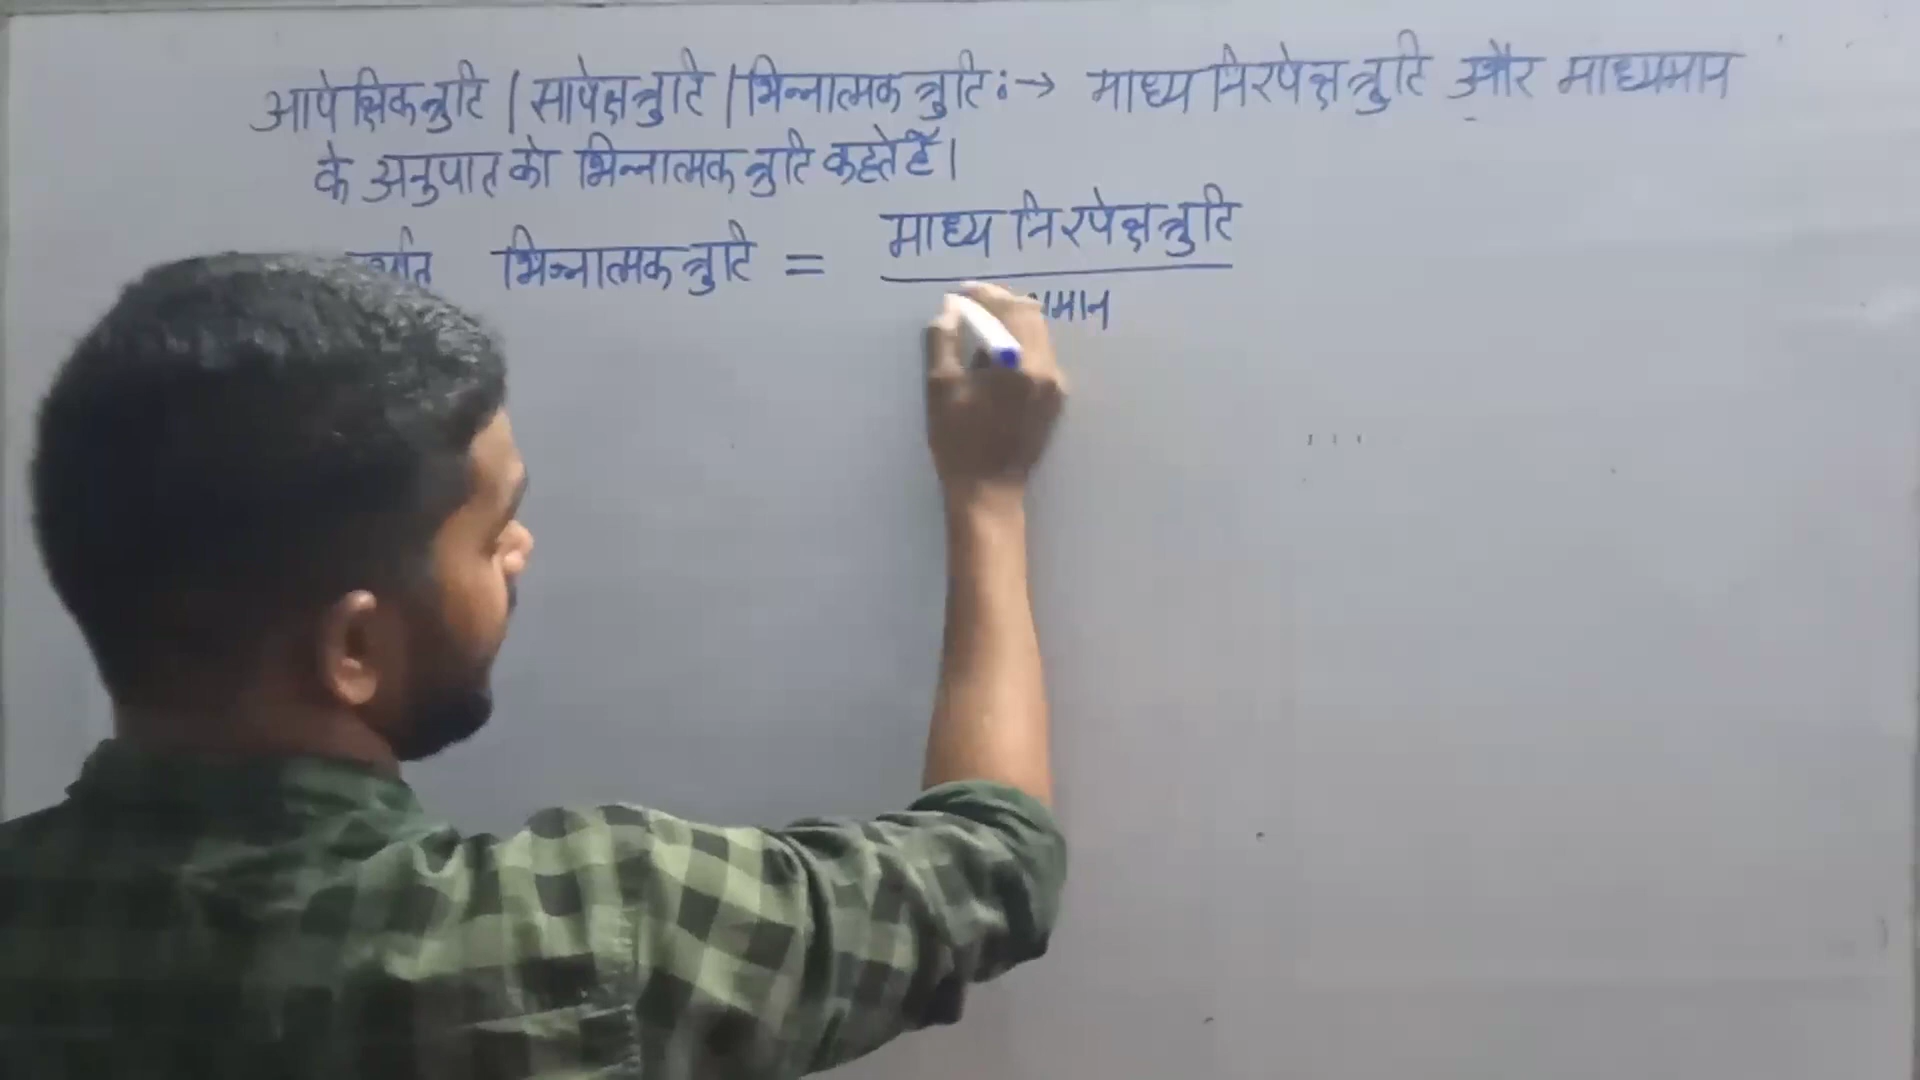 आपेक्षिक त्रुटि | सापेक्ष त्रुटि | भिन्नात्मक त्रुटि :→ माध्य निरपेक्ष त्रुटि और माध्यमान
के अनुपात को भिन्नात्मक त्रुटि कहते हैं।
भिन्नात्मक त्रुटि = माध्य निरपेक्ष त्रुटि